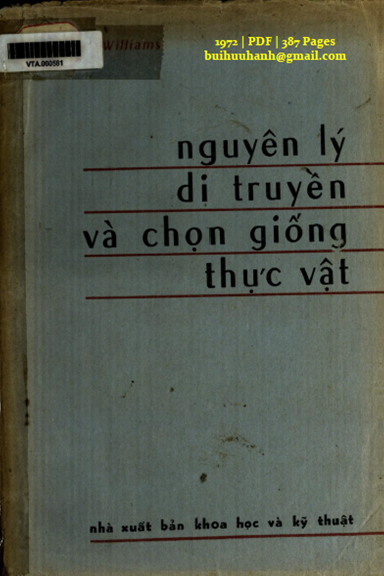 1972 | PDF | 387 Pages
buihuuhanh@gmail.com
Williams
VTA.060581
nguyên lý
di truyền
và chọn giống
thực vật
nhà xuất bản khoa học và kỹ thuật